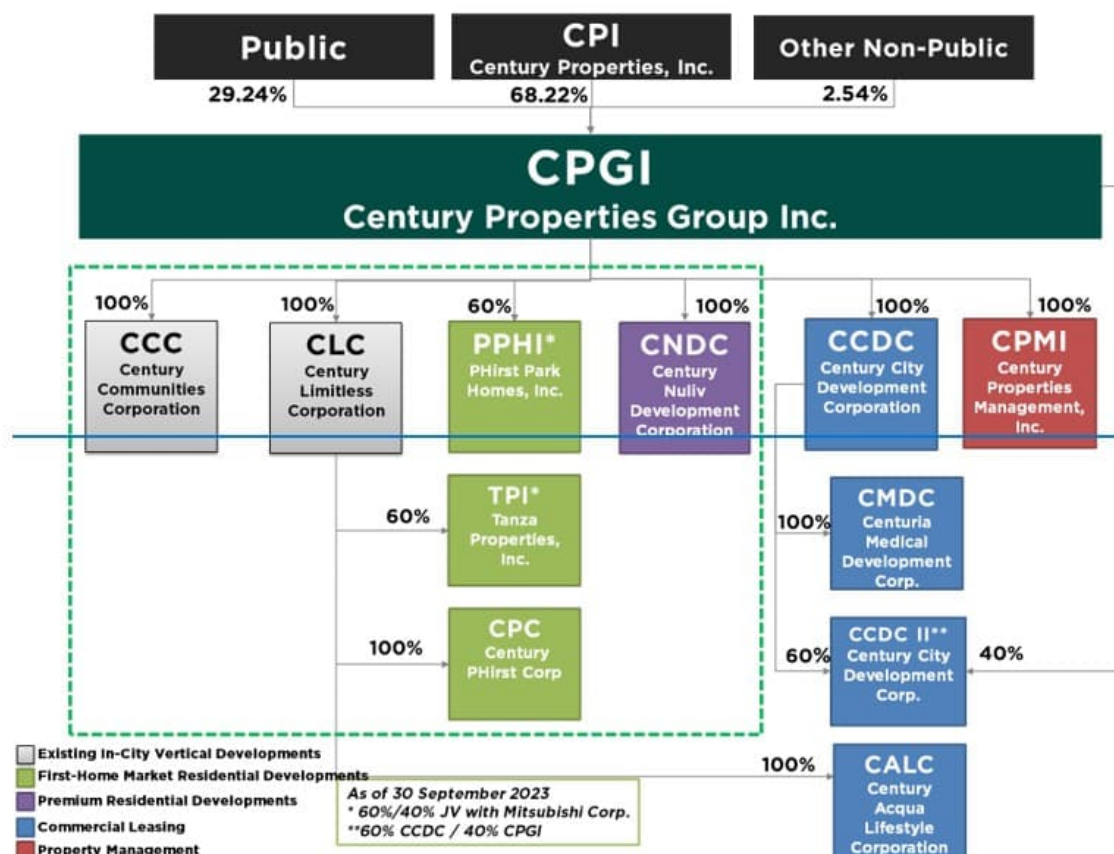 Public
CPI
Century Properties, Inc.
Other Non-Public
29.24%
68.22%
2.54%
CPGI
Century Properties Group Inc.
100%
100%
60%
100%
100%
100%
CCC
Century
Communities
Corporation
CLC
Century
Limitless
Corporation
PPHI*
PHirst Park
Homes, Inc.
CNDC
Century
Nuliv
Development
Corporation
CCDC
Century City
Development
Corporation
CPMI
Century
Properties
Management,
Inc.
60%
TPI*
Tanza
Properties,
Inc.
100%
CMDC
Centuria
Medical
Development
Corp.
100%
CPC
Century
PHirst Corp
60%
CCDC II**
Century City
Development
Corp.
40%
100%
CALC
Century
Acqua
Lifestyle
Corporation
Existing In-City Vertical Developments
First-Home Market Residential Developments
Premium Residential Developments
Commercial Leasing
Property Management
As of 30 September 2023
* 60%/40% JV with Mitsubishi Corp.
**60% CCDC / 40% CPGI